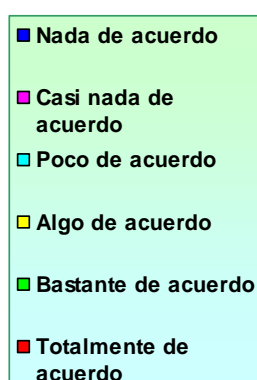 Nada de acuerdo
Casi nada de
acuerdo
Poco de acuerdo
Algo de acuerdo
Bastante de acuerdo
Totalmente de
acuerdo